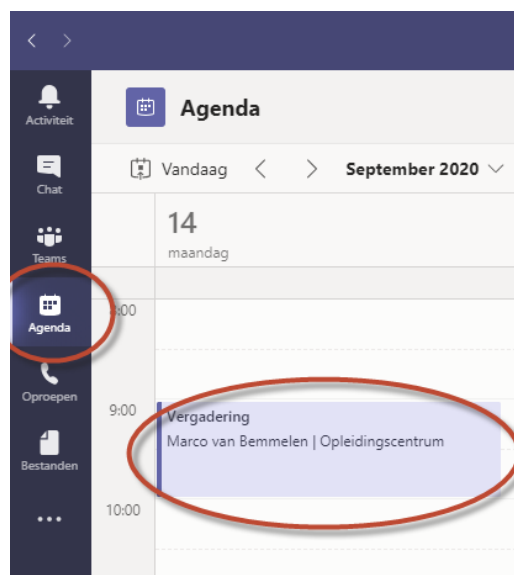 Activiteit
Chat
Teams
Agenda
Oproepen
Bestanden
Agenda
Vandaag
September 2020
14
maandag
8:00
9:00
Vergadering
Marco van Bemmelen | Opleidingscentrum
10:00